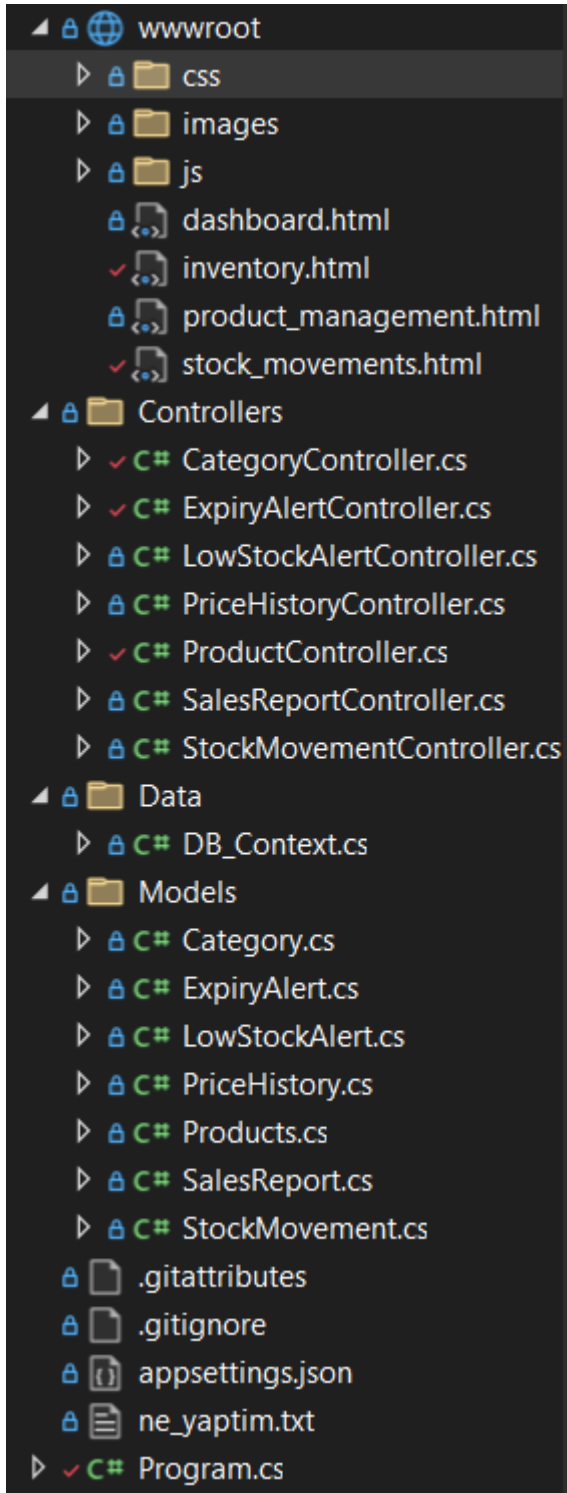 wwwroot
css
images
js
dashboard.html
inventory.html
product_management.html
stock_movements.html
Controllers
C# CategoryController.cs
C# ExpiryAlertController.cs
C# LowStockAlertController.cs
C# PriceHistoryController.cs
C# ProductController.cs
C# SalesReportController.cs
C# StockMovementController.cs
Data
C# DB_Context.cs
Models
C# Category.cs
C# ExpiryAlert.cs
C# LowStockAlert.cs
C# PriceHistory.cs
C# Products.cs
C# SalesReport.cs
C# StockMovement.cs
.gitattributes
.gitignore
appsettings.json
ne_yaptim.txt
C# Program.cs